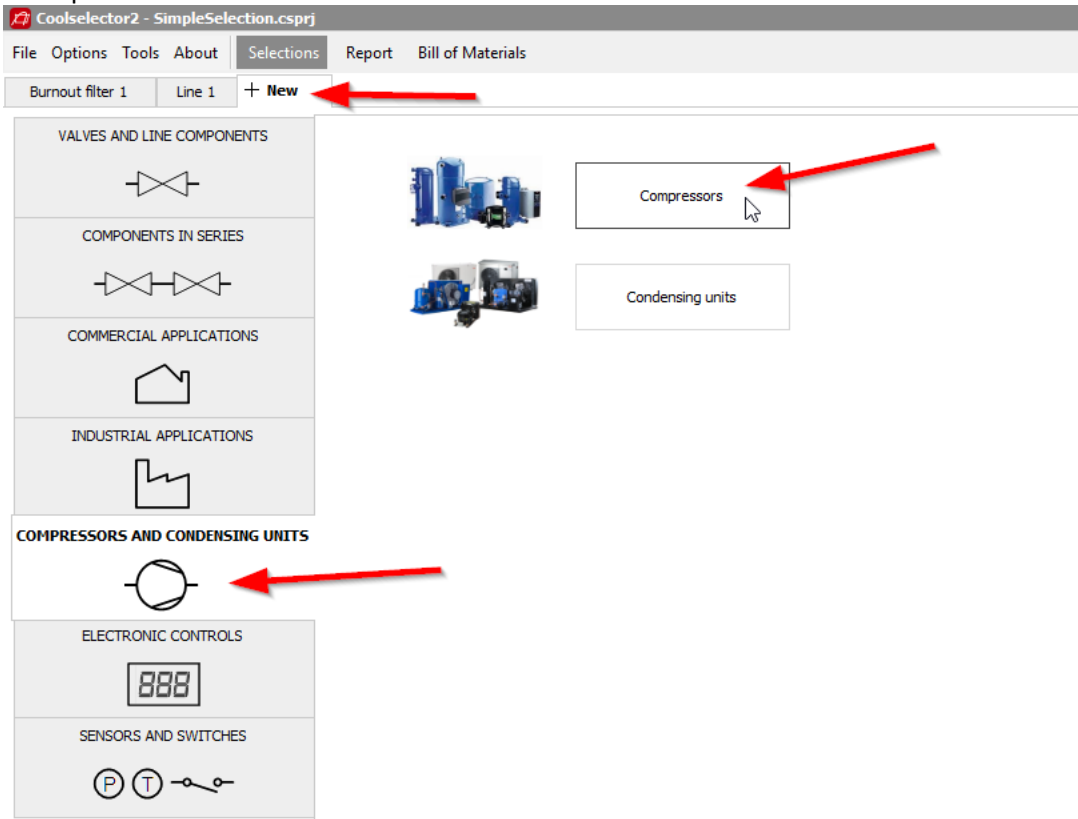 Coolselector2 - SimpleSelection.csprj
File Options Tools About Selections Report Bill of Materials
Burnout filter 1 Line 1 + New
VALVES AND LINE COMPONENTS
Compressors
COMPONENTS IN SERIES
Condensing units
COMMERCIAL APPLICATIONS
INDUSTRIAL APPLICATIONS
COMPRESSORS AND CONDENSING UNITS
ELECTRONIC CONTROLS
888
SENSORS AND SWITCHES
P T